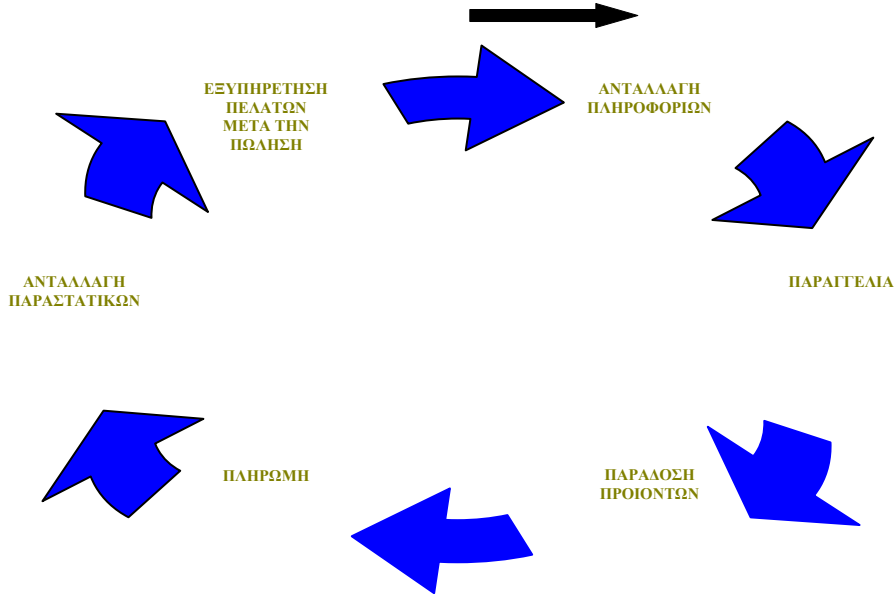 ΕΞΥΠΗΡΕΤΗΣΗ
ΠΕΛΑΤΩΝ
ΜΕΤΑ ΤΗΝ
ΠΩΛΗΣΗ
ΑΝΤΑΛΛΑΓΗ
ΠΛΗΡΟΦΟΡΙΩΝ
ΠΑΡΑΓΓΕΛΙΑ
ΠΑΡΑΔΟΣΗ
ΠΡΟΙΟΝΤΩΝ
ΠΛΗΡΩΜΗ
ΑΝΤΑΛΛΑΓΗ
ΠΑΡΑΣΤΑΤΙΚΩΝ